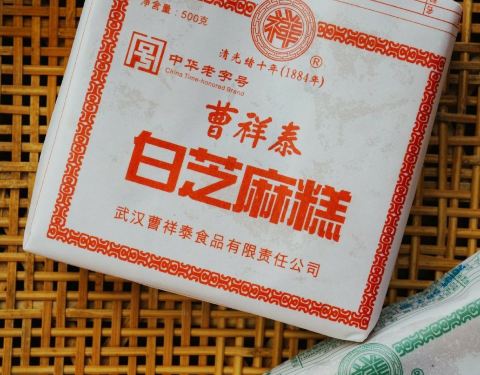 净含量：500克
祥
®
清光绪十年(1884年)
中华老字号
China Time-honored Brand
曹祥泰
白芝麻糕
武汉曹祥泰食品有限责任公司